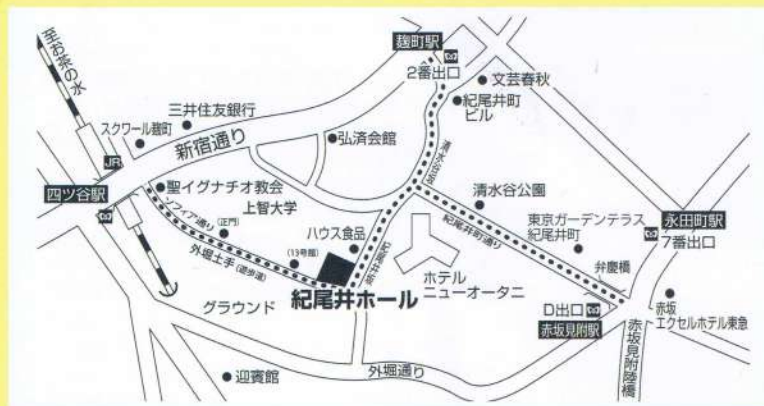 至お茶の水
麹町駅
2番出口
文芸春秋
紀尾井町
ビル
三井住友銀行
スクワール麹町
新宿通り
弘済会館
JR
四ツ谷駅
聖イグナチオ教会
上智大学
ソフィア通り
(正門)
清水谷坂
清水谷公園
紀尾井町通り
東京ガーデンテラス
紀尾井町
永田町駅
7番出口
ハウス食品
外堀土手(遊歩道)
(13号館)
紀尾井坂
ホテル
ニューオータニ
弁慶橋
グラウンド
紀尾井ホール
D出口
赤坂見附駅
赤坂
エクセルホテル東急
外堀通り
赤坂見附陸橋
迎賓館